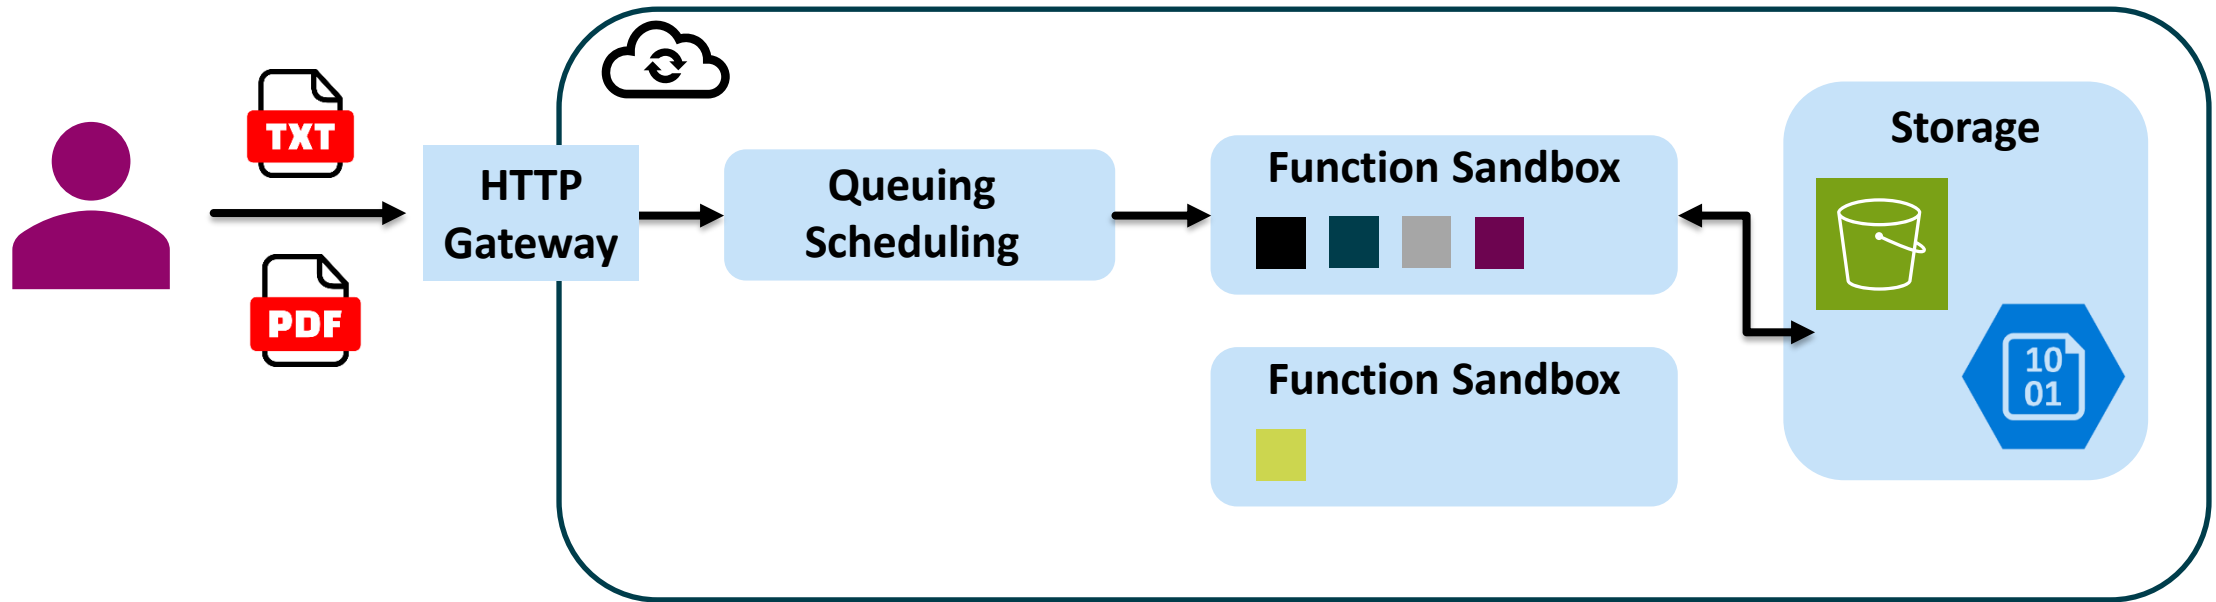 TXT
PDF
HTTP
Gateway
Queuing
Scheduling
Function Sandbox
Function Sandbox
Storage
10
01